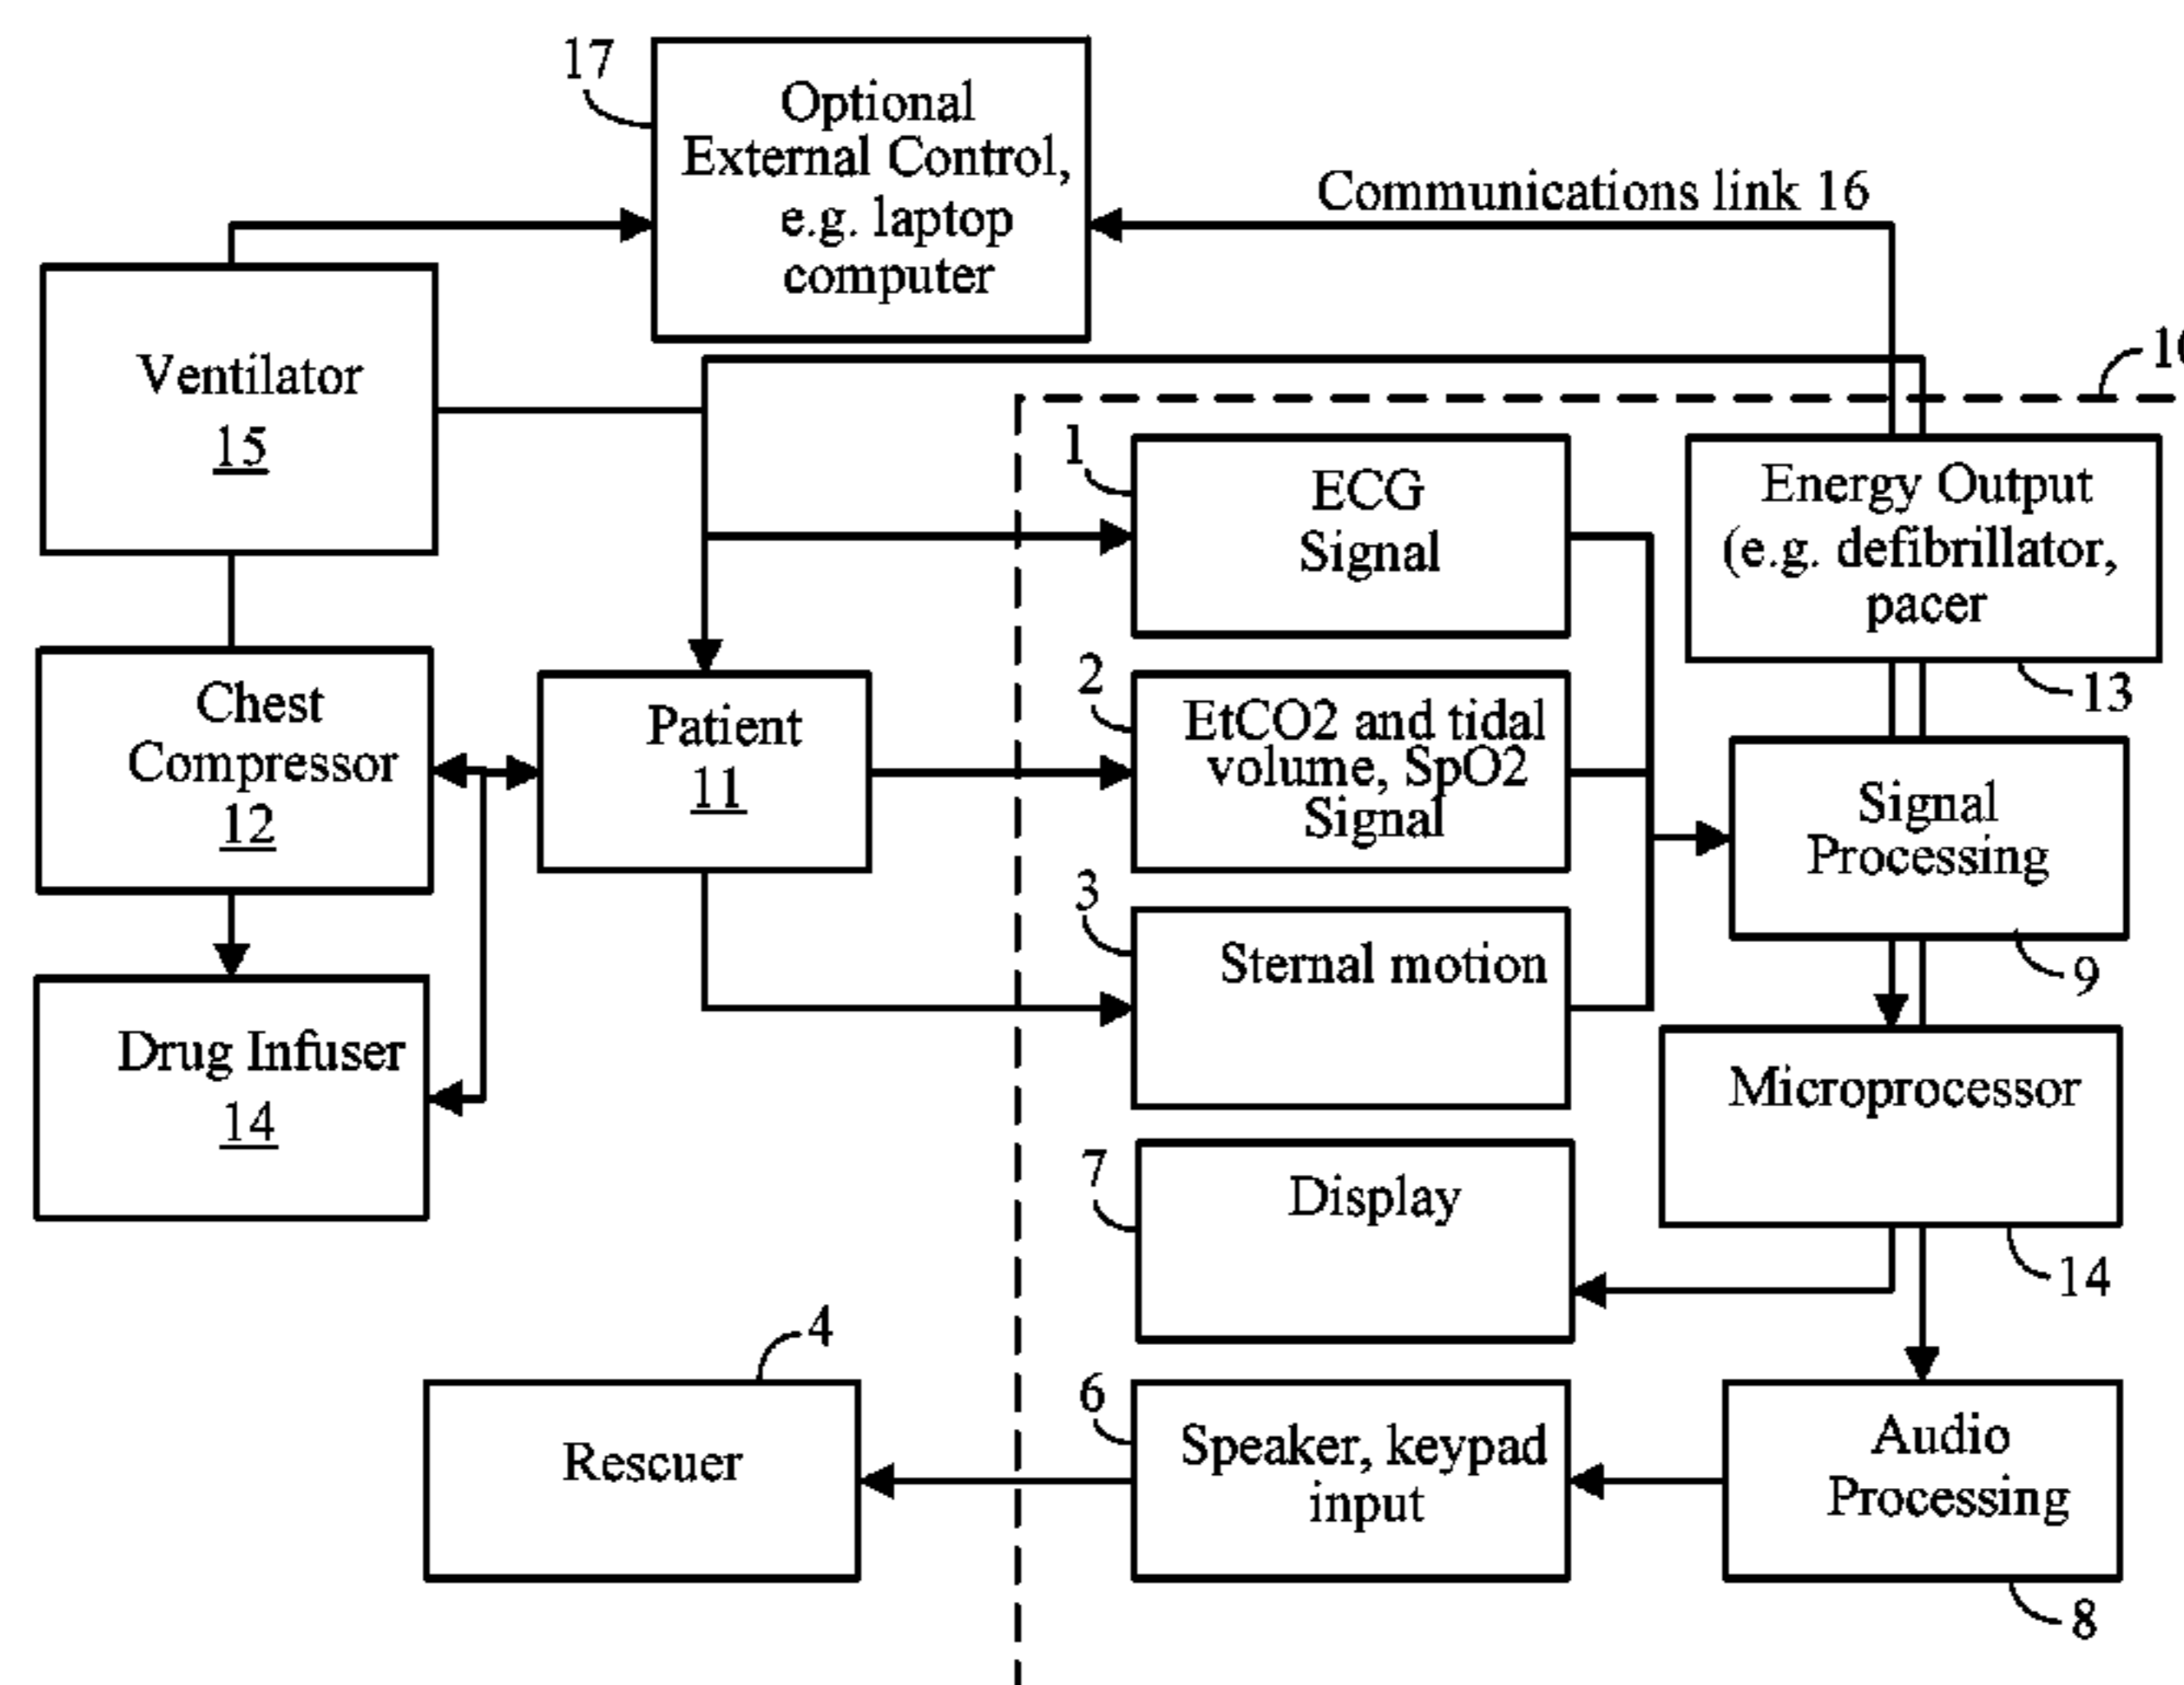 17
Optional
External Control,
e.g. laptop
computer
Communications link 16
Ventilator
15
1
ECG
Signal
Energy Output
(e.g. defibrillator,
pacer
13
Chest
Compressor
12
Patient
11
2
EtCO2 and tidal
volume, SpO2
Signal
Signal
Processing
9
3
Sternal motion
Drug Infuser
14
Microprocessor
14
7
Display
4
Rescuer
6
Speaker, keypad
input
Audio
Processing
8